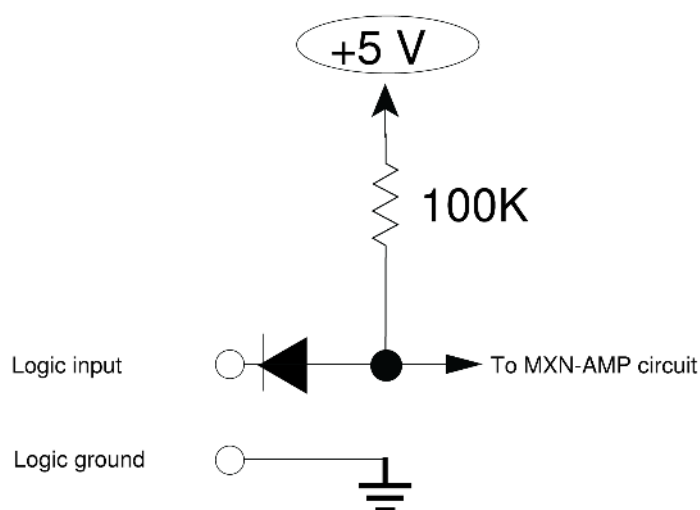 +5 V
100K
Logic input
To MXN-AMP circuit
Logic ground